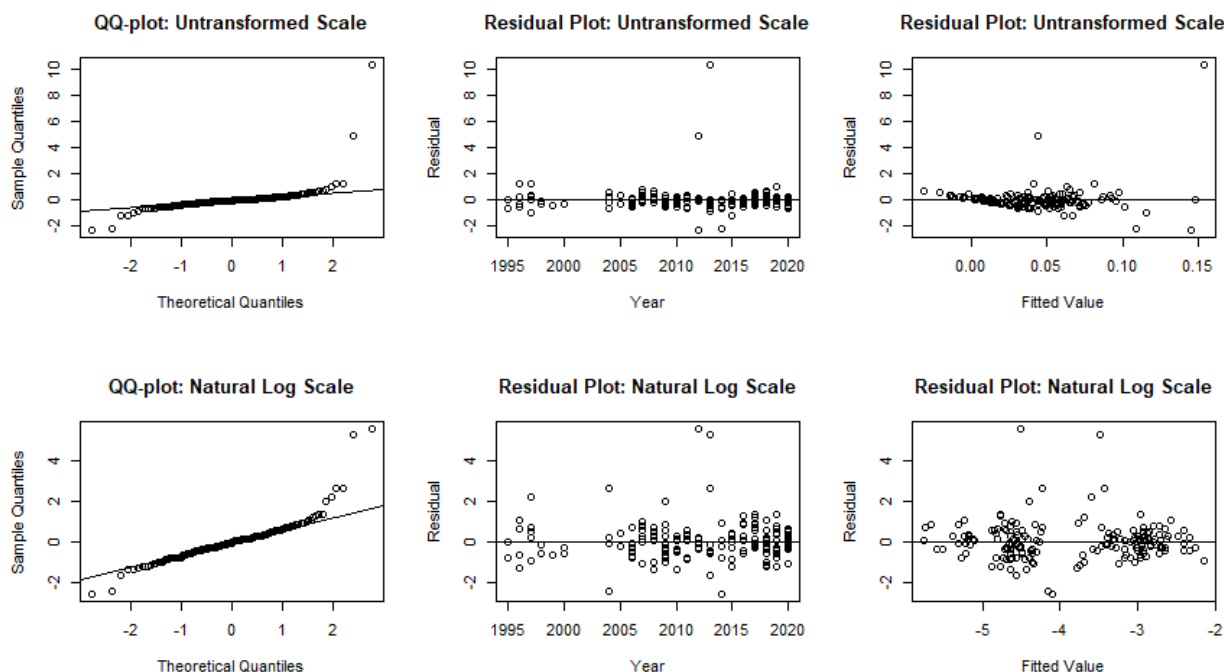 QQ-plot: Untransformed Scale
Sample Quantiles
10
8
6
4
2
0
-2
-2 -1 0 1 2
Theoretical Quantiles
Residual Plot: Untransformed Scale
Residual
10
8
6
4
2
0
-2
1995 2000 2005 2010 2015 2020
Year
Residual Plot: Untransformed Scale
Residual
10
8
6
4
2
0
-2
0.00 0.05 0.10 0.15
Fitted Value
QQ-plot: Natural Log Scale
Sample Quantiles
4
2
0
-2
-2 -1 0 1 2
Theoretical Quantiles
Residual Plot: Natural Log Scale
Residual
4
2
0
-2
1995 2000 2005 2010 2015 2020
Year
Residual Plot: Natural Log Scale
Residual
4
2
0
-2
-5 -4 -3 -2
Fitted Value